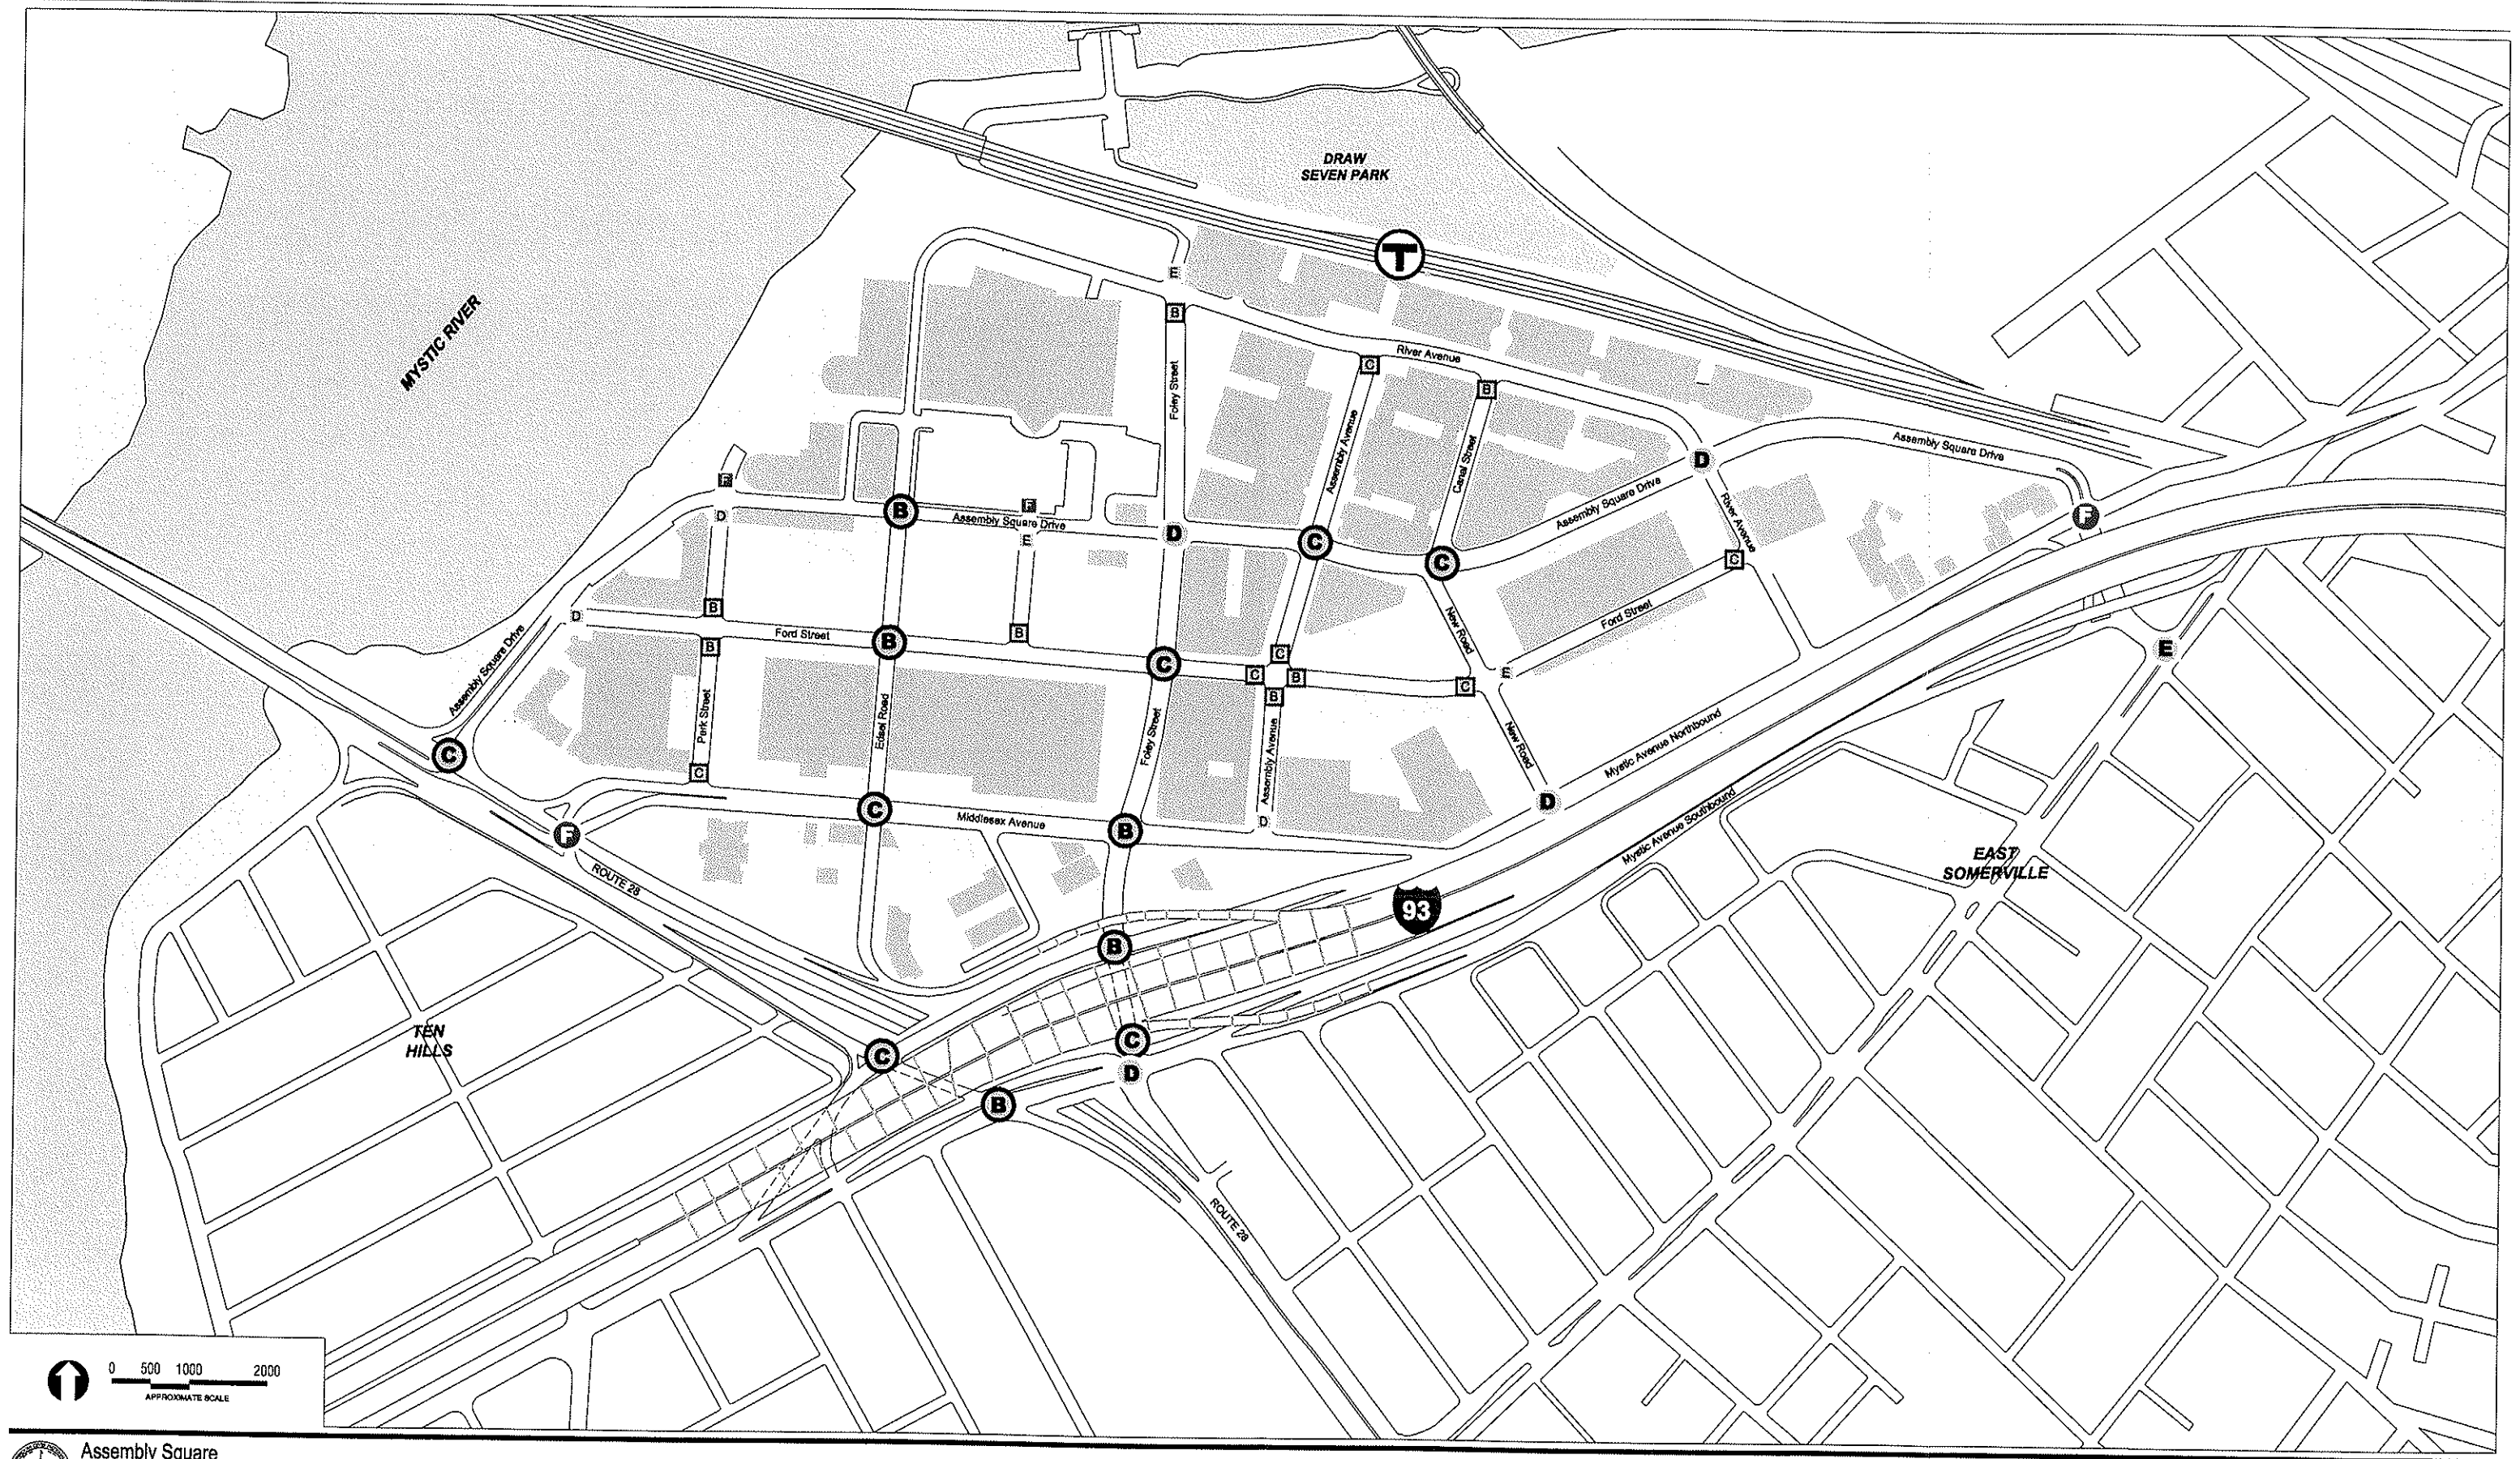 DRAW
SEVEN PARK
T
MYSTIC RIVER
E
B
River Avenue
C
B
Foley Street
Assembly Avenue
Canal Street
Assembly Square Drive
D
F
D
B
F
Assembly Square Drive
E
D
C
C
Assembly Square Drive
River Avenue
F
C
D
B
Ford Street
B
B
B
C
C
C
B
B
New Road
C
E
Ford Street
E
Assembly Square Drive
Park Street
Edsel Road
Foley Street
Assembly Avenue
New Road
Mystic Avenue Northbound
C
C
C
Middlesex Avenue
B
D
D
F
ROUTE 28
Mystic Avenue Southbound
EAST
SOMERVILLE
93
B
TEN
HILLS
C
C
D
B
ROUTE 28
0 500 1000 2000
APPROXIMATE SCALE
Assembly Square